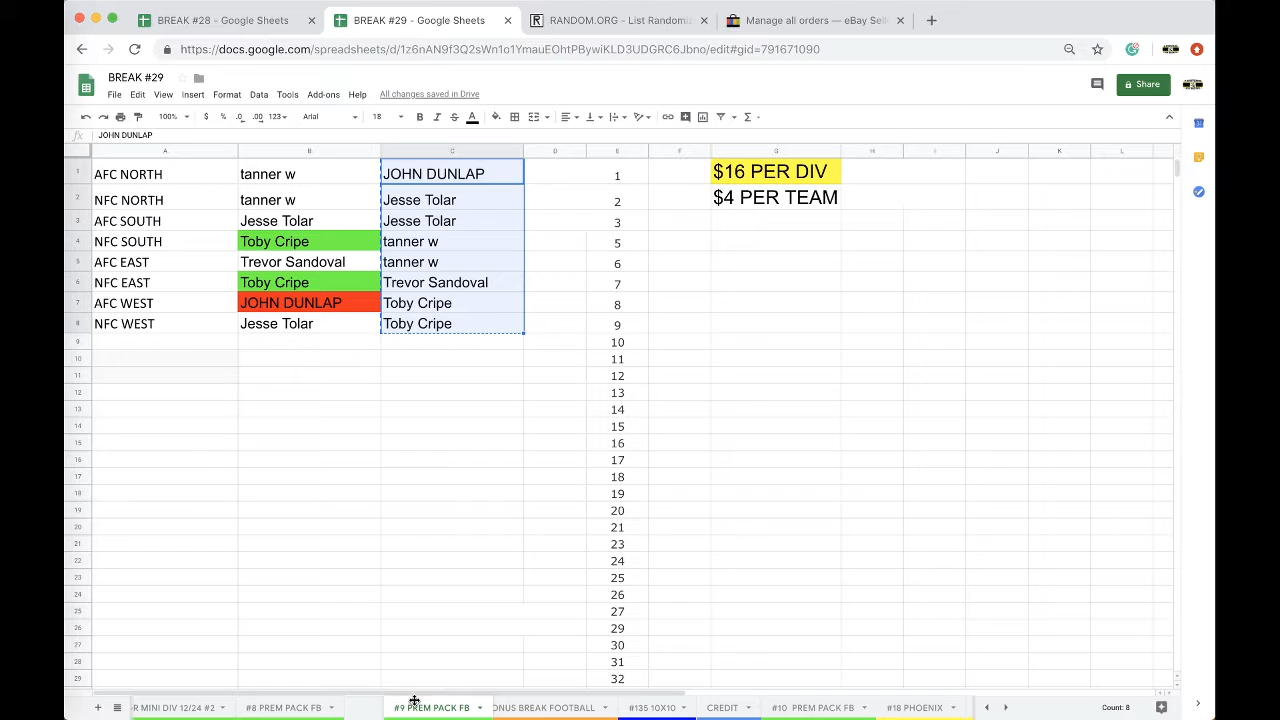 BREAK #28 - Google Sheets
BREAK #29 - Google Sheets
RANDOM.ORG - List Randomiz
Manage all orders — eBay Sell
https://docs.google.com/spreadsheets/d/1z6nAN9f3Q2sWn1o1YmauEOhtPBywiKLD3UDGRC6Jbno/edit#gid=791671090
BREAK #29
File Edit View Insert Format Data Tools Add-ons Help All changes saved in Drive
Share
100% $ % .0 .00 123 Arial 18 B I S A
fx JOHN DUNLAP
A B C D E F G H I J K L
1 AFC NORTH tanner w JOHN DUNLAP 1 $16 PER DIV
2 NFC NORTH tanner w Jesse Tolar 2 $4 PER TEAM
3 AFC SOUTH Jesse Tolar Jesse Tolar 3
4 NFC SOUTH Toby Cripe tanner w 5
5 AFC EAST Trevor Sandoval tanner w 6
6 NFC EAST Toby Cripe Trevor Sandoval 7
7 AFC WEST JOHN DUNLAP Toby Cripe 8
8 NFC WEST Jesse Tolar Toby Cripe 9
9 10
10 11
11 12
12 13
13 14
14 15
15 16
16 17
17 18
18 19
19 20
20 21
21 23
22 24
23 25
24 26
25 27
26 29
27 30
28 31
29 32
R MINI DIV 12/24 #2 #8 PREM PACK FB #9 PREM PACK ONUS BREAK FOOTBALL #135 10X10 CREDIT #10 PREM PACK FB #18 PHOENIX Count: 8